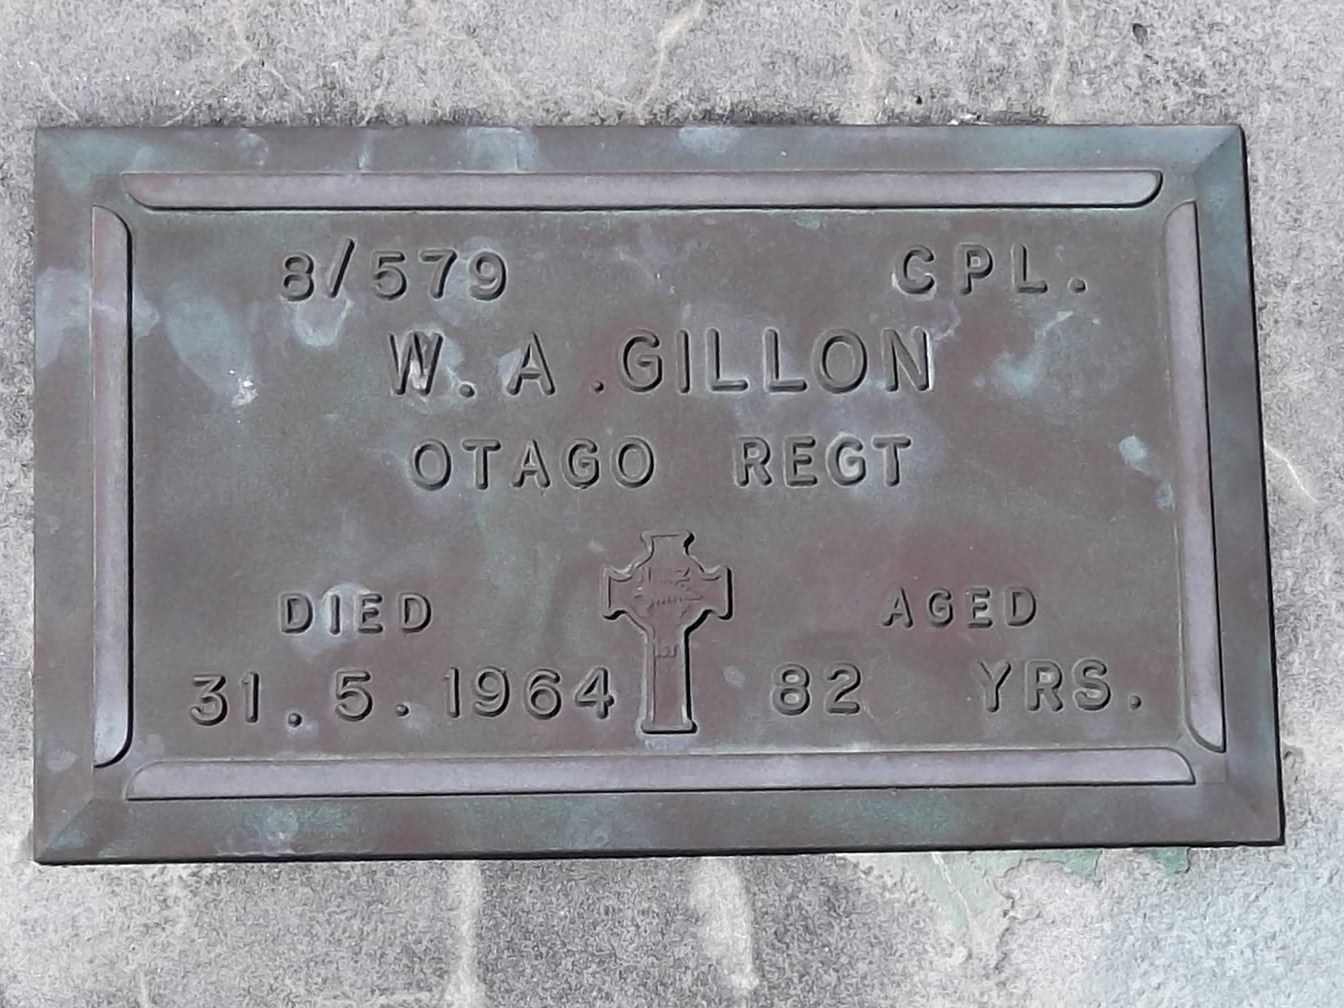 8/579 CPL.
W. A. GILLON
OTAGO REGT
DIED AGED
31.5.1964 82 YRS.